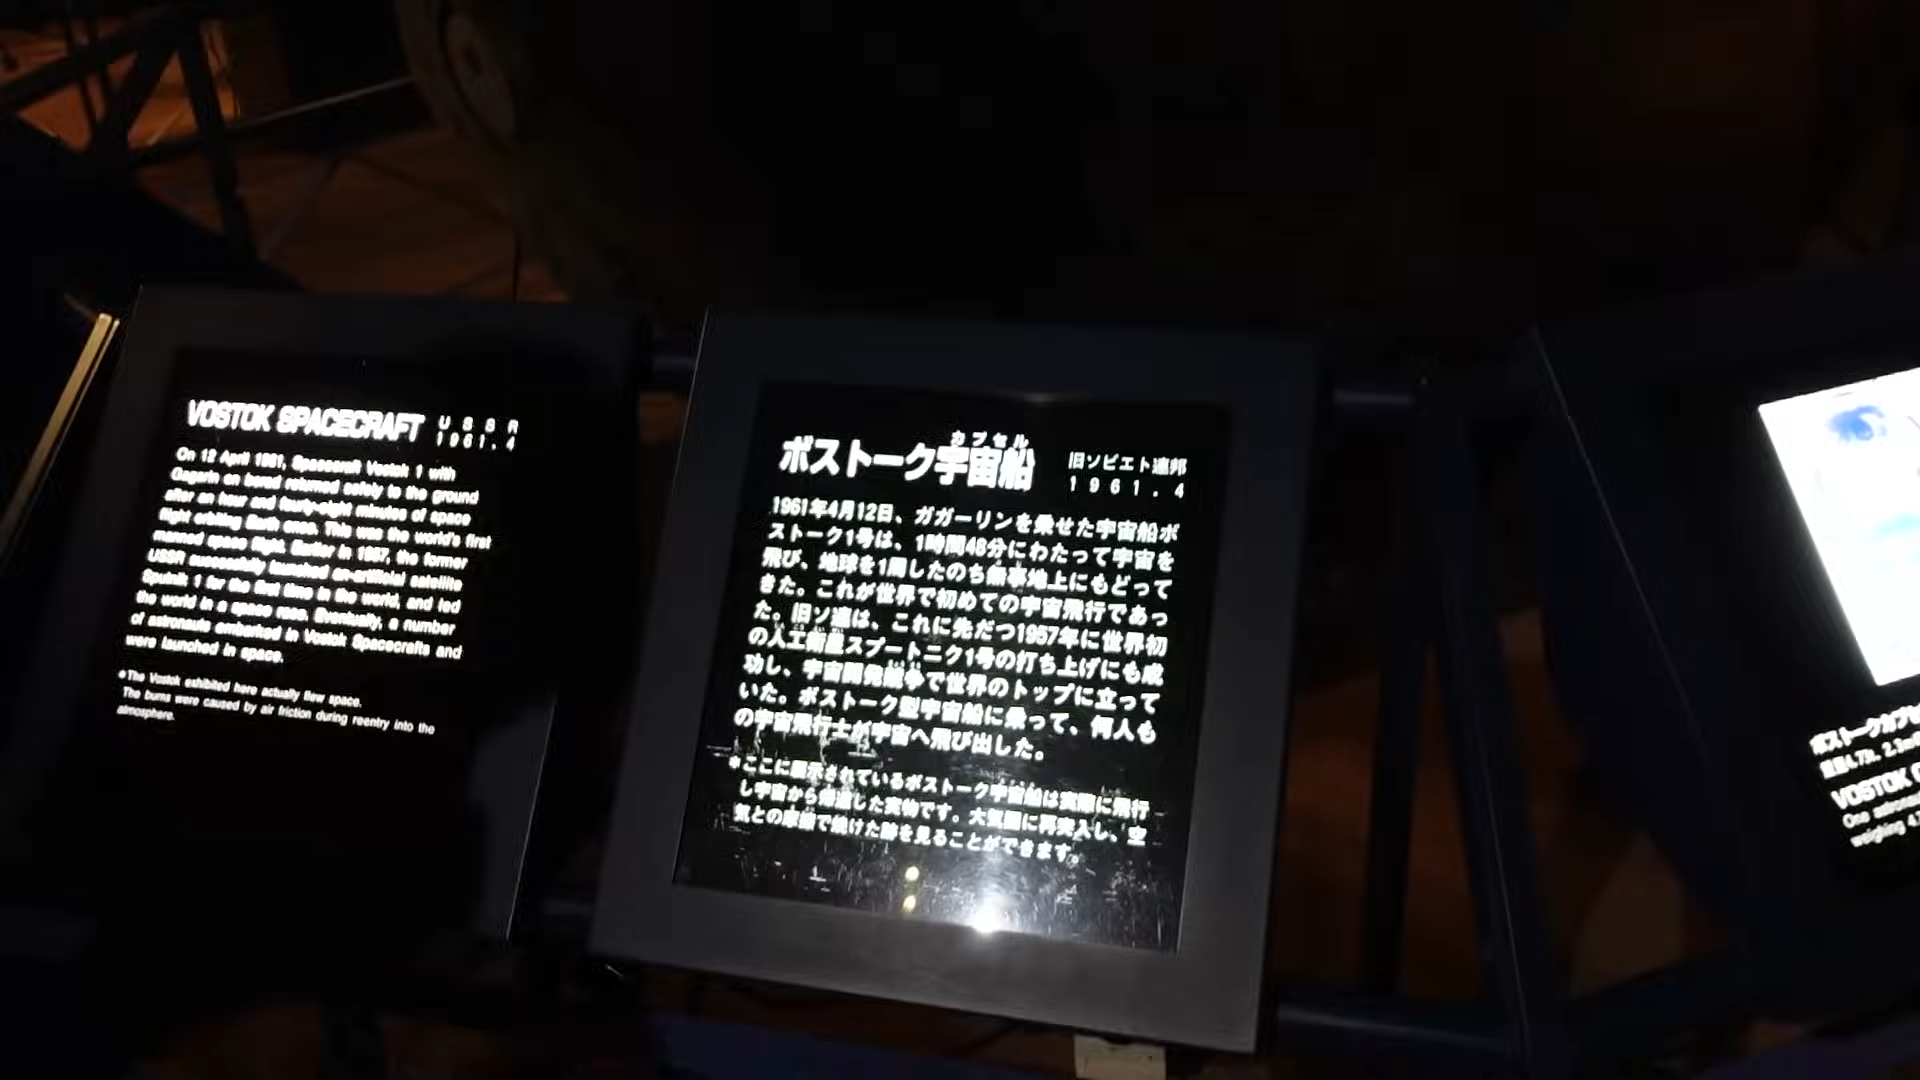 VOSTOK SPACECRAFT
U S S R
1961.4
On 12 April 1961, Spacecraft Vostok 1 with
Gagarin on board returned safely to the ground
after an hour and forty-eight minutes of space
flight orbiting Earth once. This was the world's first
manned space flight. Earlier in 1957, the former
USSR successfully launched an artificial satellite
Sputnik 1 for the first time in the world, and led
the world in a space race. Eventually, a number
of astronauts embarked in Vostok Spacecrafts and
were launched in space.
*The Vostok exhibited here actually flew space.
The burns were caused by air friction during reentry into the
atmosphere.
カプセル
ボストーク宇宙船
旧ソビエト連邦
1961.4
1961年4月12日、ガガーリンを乗せた宇宙船ボ
ストーク1号は、1時間48分にわたって宇宙を
飛び、地球を1周したのち無事地上にもどって
きた。これが世界で初めての宇宙飛行であっ
た。旧ソ連は、これに先だつ1957年に世界初
の人工衛星スプートニク1号の打ち上げにも成
功し、宇宙開発競争で世界のトップに立って
いた。ボストーク型宇宙船に乗って、何人も
の宇宙飛行士が宇宙へ飛び出した。
*ここに展示されているボストーク宇宙船は実際に飛行
し宇宙から帰還した実物です。大気圏に再突入し、空
気との摩擦で焼けた跡を見ることができます。
ボストークカプ
VOSTOK
One
weighing